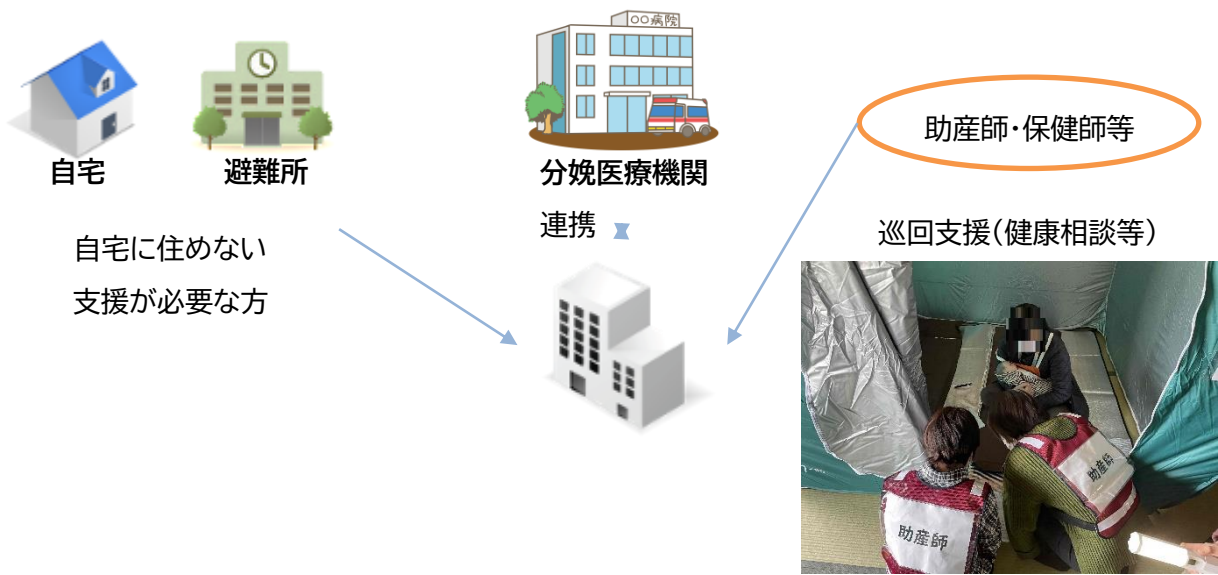 ○○病院
自宅
避難所
分娩医療機関
助産師・保健師等
連携
自宅に住めない
支援が必要な方
巡回支援(健康相談等)
助産師
助産師